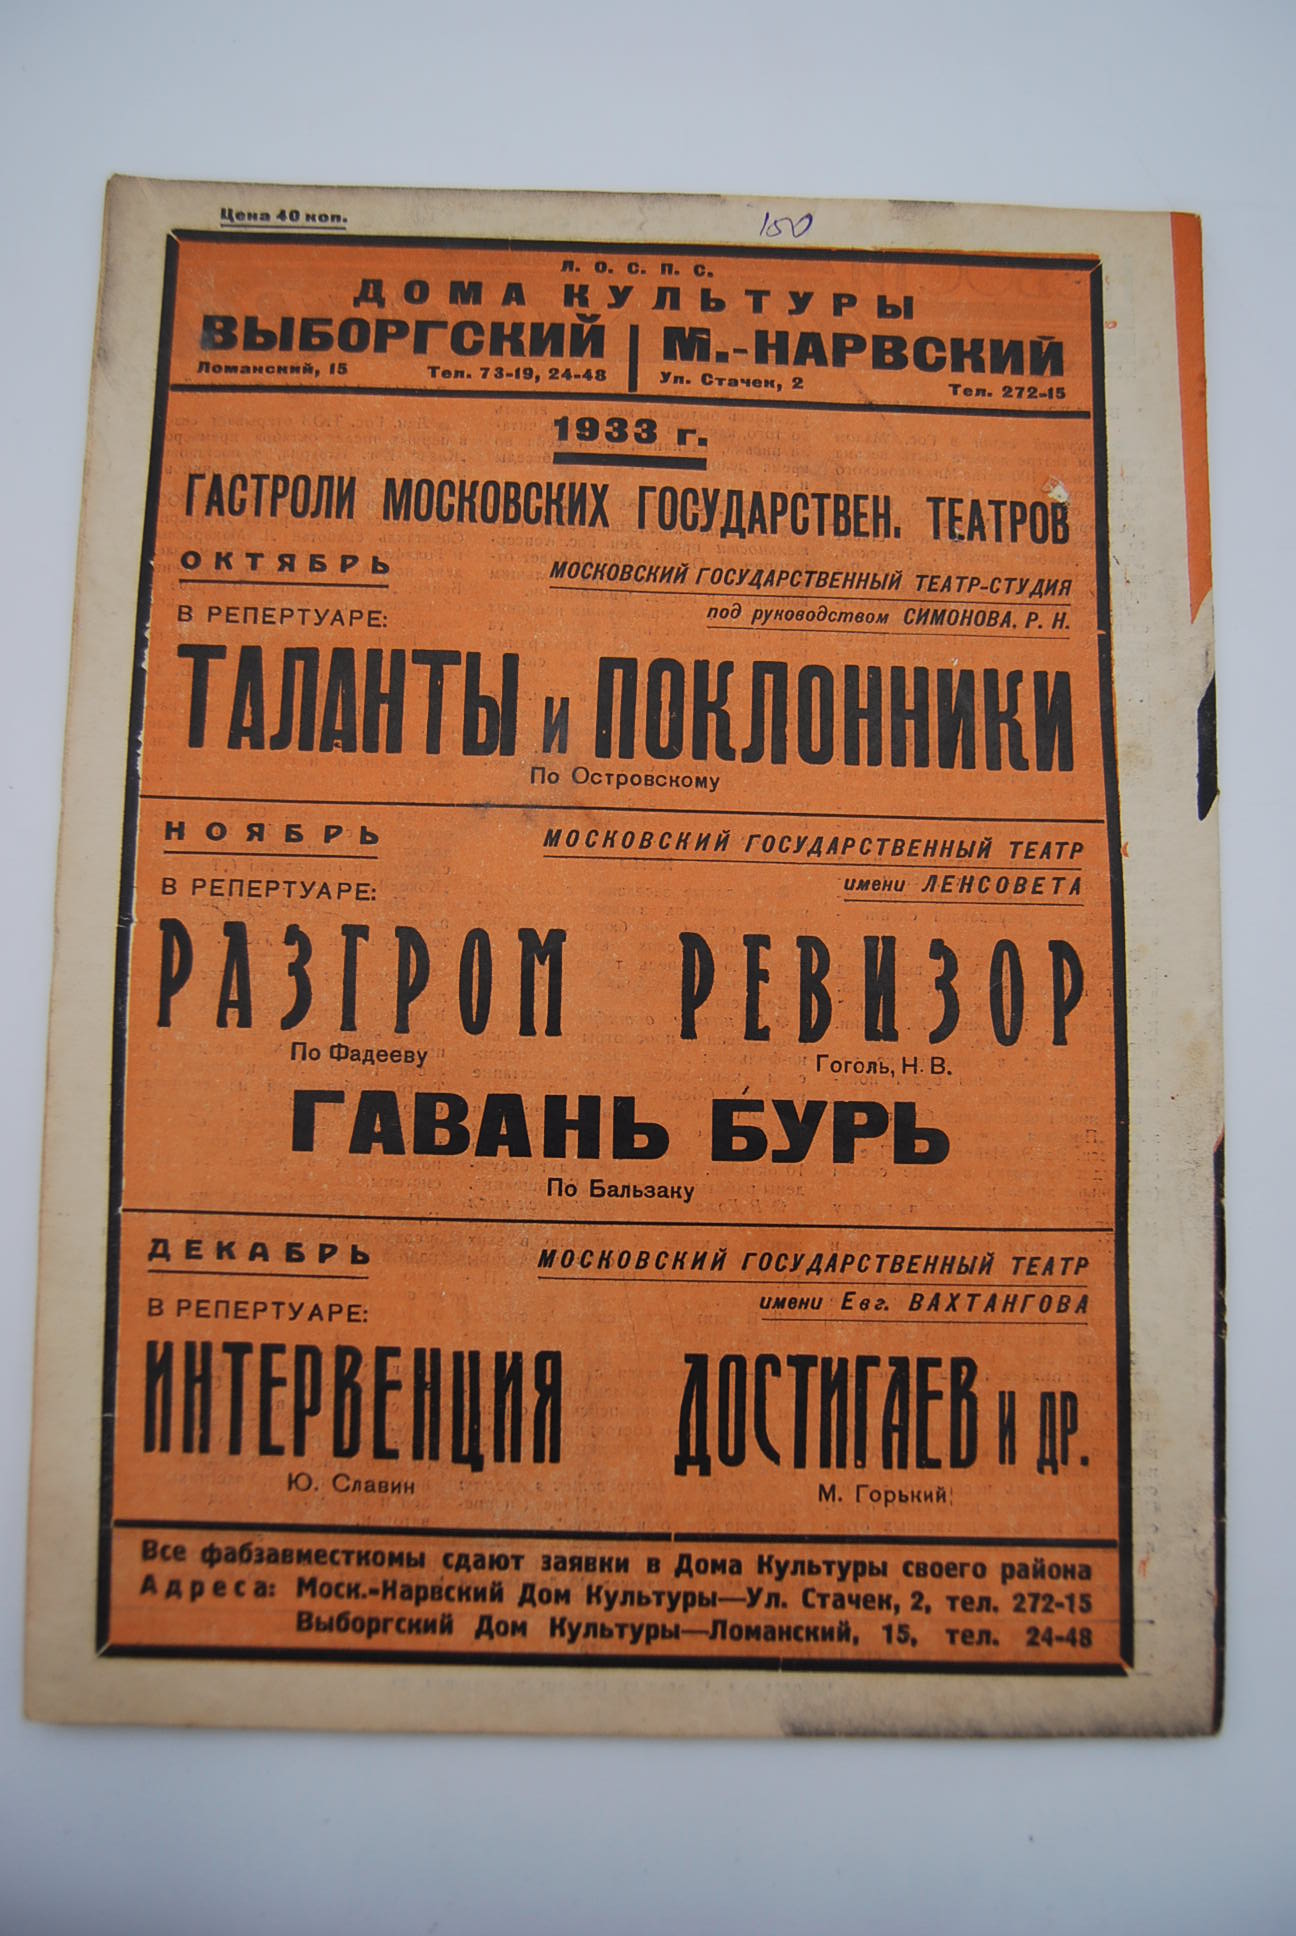 Цена 40 коп.
150
Л. О. С. П. С.
ДОМА КУЛЬТУРЫ
ВЫБОРГСКИЙ | М.-НАРВСКИЙ
Ломанский, 15 Тел. 73-19, 24-48 Ул. Стачек, 2 Тел. 272-15
1933 г.
ГАСТРОЛИ МОСКОВСКИХ ГОСУДАРСТВЕН. ТЕАТРОВ
ОКТЯБРЬ МОСКОВСКИЙ ГОСУДАРСТВЕННЫЙ ТЕАТР-СТУДИЯ
В РЕПЕРТУАРЕ: под руководством СИМОНОВА, Р. Н.
ТАЛАНТЫ и ПОКЛОННИКИ
По Островскому
НОЯБРЬ МОСКОВСКИЙ ГОСУДАРСТВЕННЫЙ ТЕАТР
В РЕПЕРТУАРЕ: имени ЛЕНСОВЕТА
РАЗГРОМ РЕВИЗОР
По Фадееву Гоголь, Н. В.
ГАВАНЬ БУРЬ
По Бальзаку
ДЕКАБРЬ МОСКОВСКИЙ ГОСУДАРСТВЕННЫЙ ТЕАТР
В РЕПЕРТУАРЕ: имени Евг. ВАХТАНГОВА
ИНТЕРВЕНЦИЯ ДОСТИГАЕВ И ДР.
Ю. Славин М. Горький
Все фабзавместкомы сдают заявки в Дома Культуры своего района
Адреса: Моск.-Нарвский Дом Культуры—Ул. Стачек, 2, тел. 272-15
Выборгский Дом Культуры—Ломанский, 15, тел. 24-48